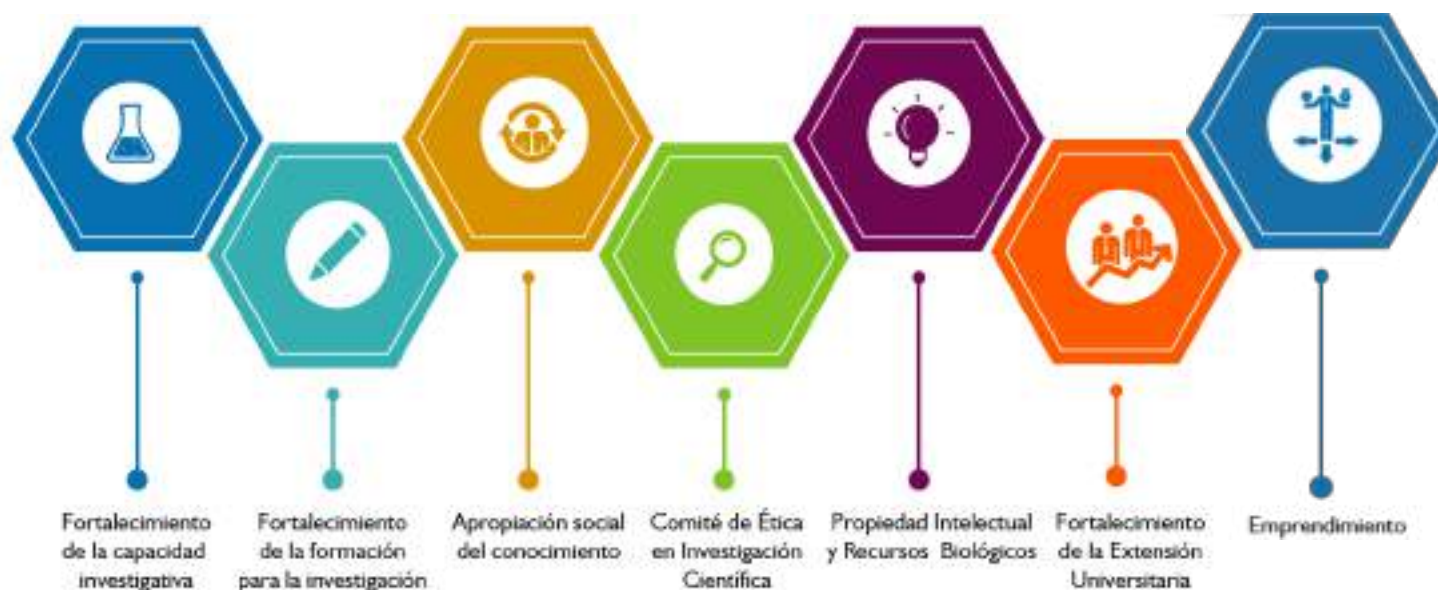 Fortalecimiento
de la capacidad
investigativa
Fortalecimiento
de la formación
para la investigación
Apropiación social
del conocimiento
Comité de Ética
en Investigación
Científica
Propiedad Intelectual
y Recursos Biológicos
Fortalecimiento
de la Extensión
Universitaria
Emprendimiento